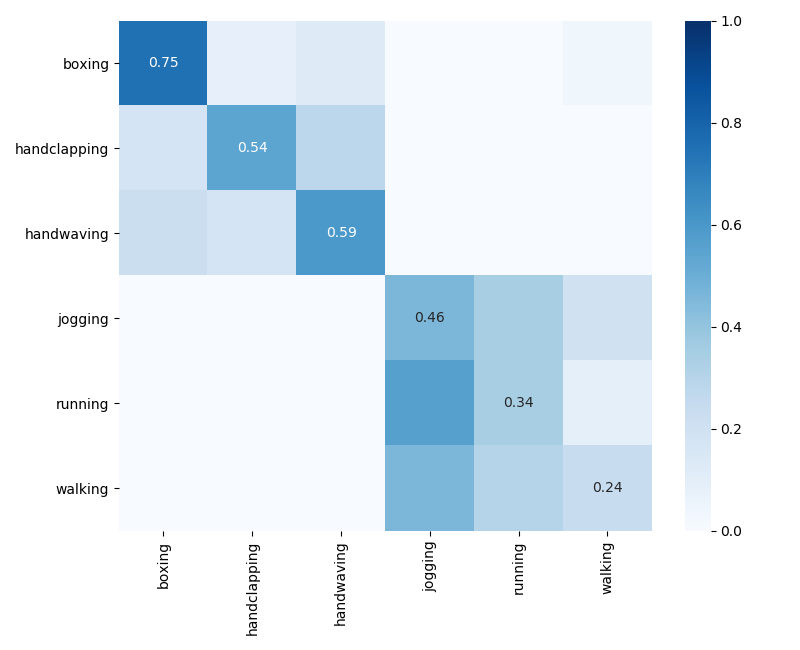 boxing
handclapping
handwaving
jogging
running
walking
0.75
0.54
0.59
0.46
0.34
0.24
boxing
handclapping
handwaving
jogging
running
walking
1.0
0.8
0.6
0.4
0.2
0.0